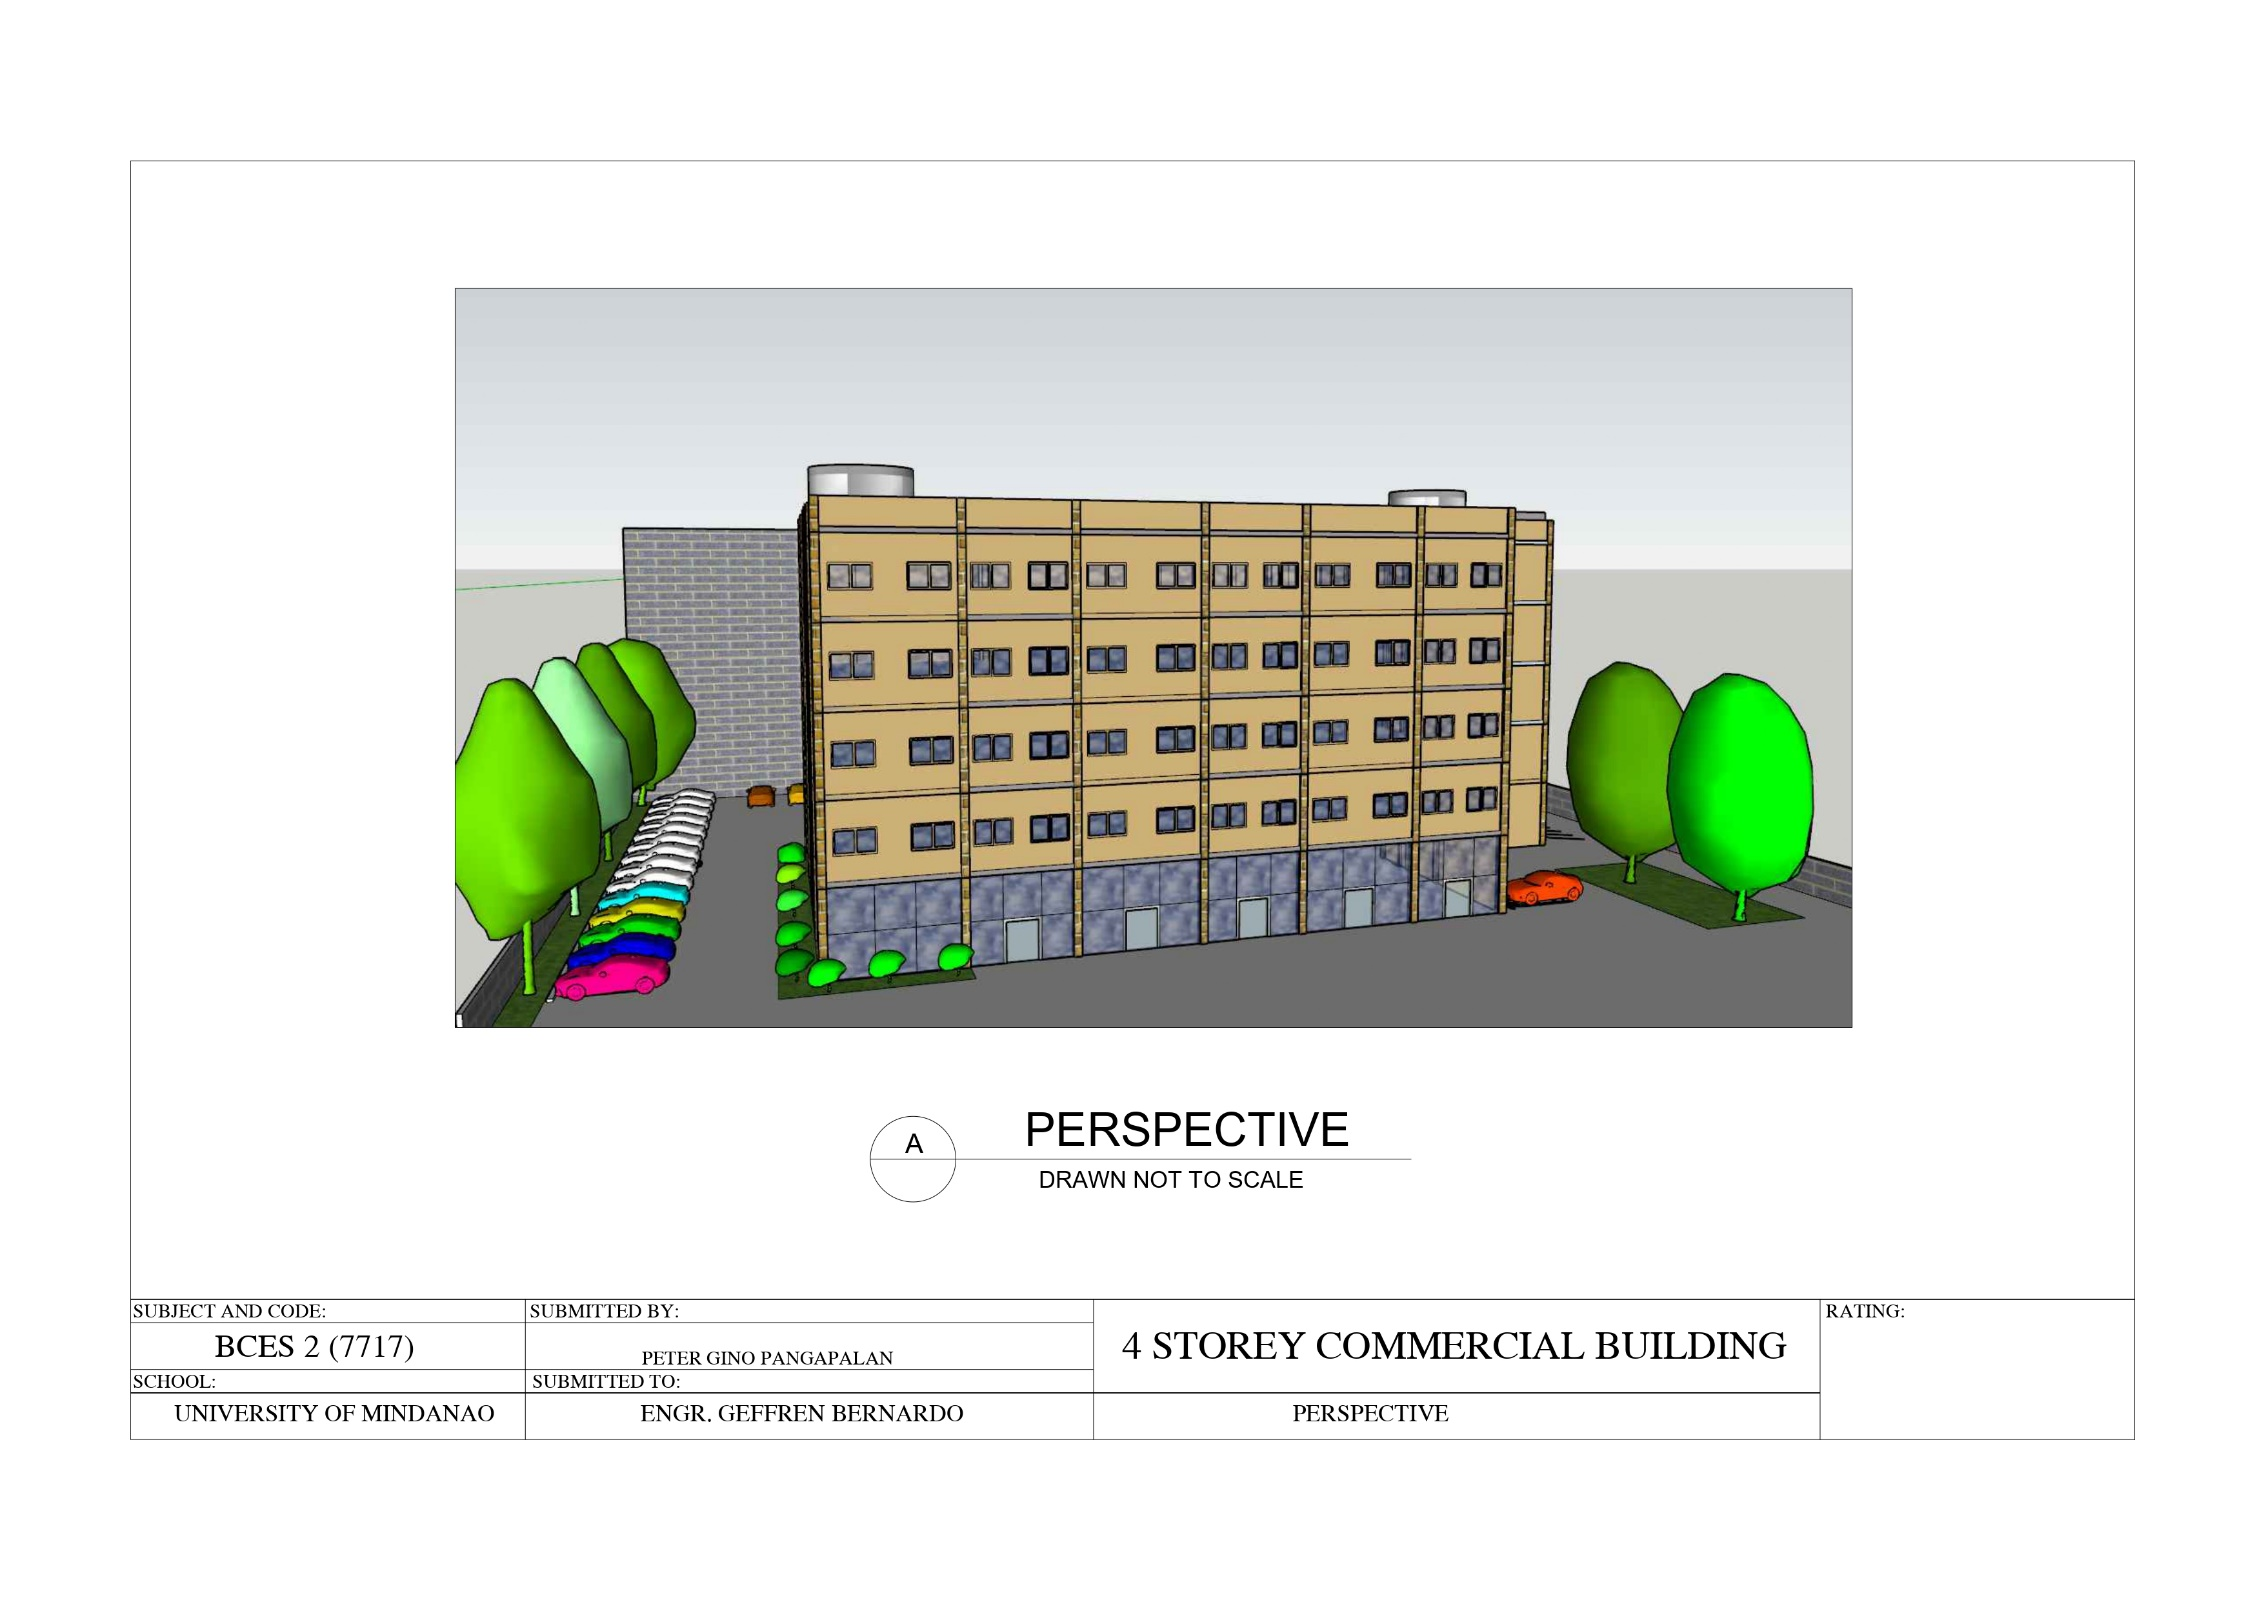 A
PERSPECTIVE
DRAWN NOT TO SCALE
SUBJECT AND CODE:
BCES 2 (7717)
SCHOOL:
UNIVERSITY OF MINDANAO
SUBMITTED BY:
PETER GINO PANGAPALAN
SUBMITTED TO:
ENGR. GEFFREN BERNARDO
4 STOREY COMMERCIAL BUILDING
PERSPECTIVE
RATING: